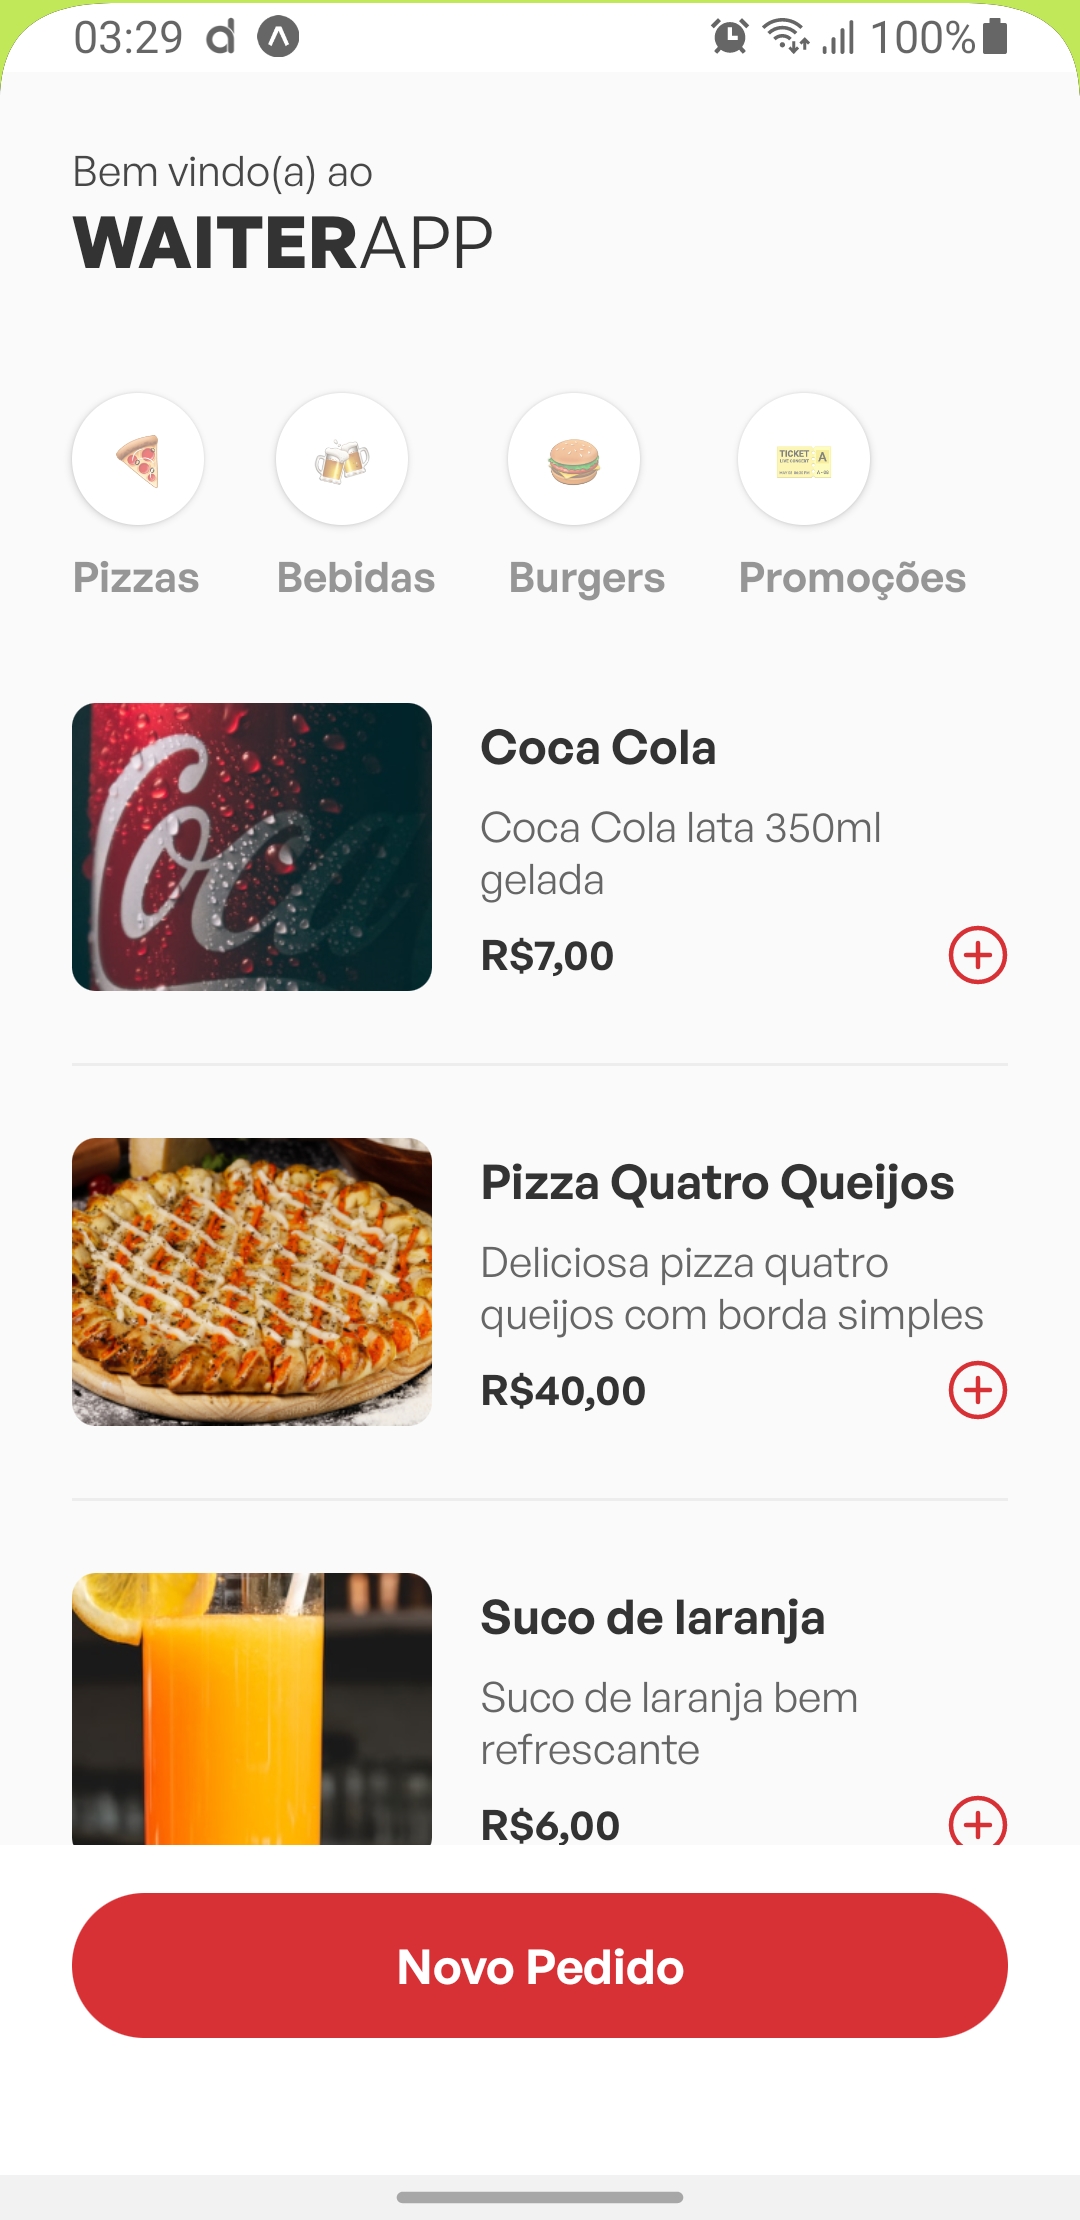 03:29
100%
Bem vindo(a) ao
WAITERAPP
TICKET A
Pizzas
Bebidas
Burgers
Promoções
Coca
Coca Cola
Coca Cola lata 350ml
gelada
R$7,00
Pizza Quatro Queijos
Deliciosa pizza quatro
queijos com borda simples
R$40,00
Suco de laranja
Suco de laranja bem
refrescante
R$6,00
Novo Pedido